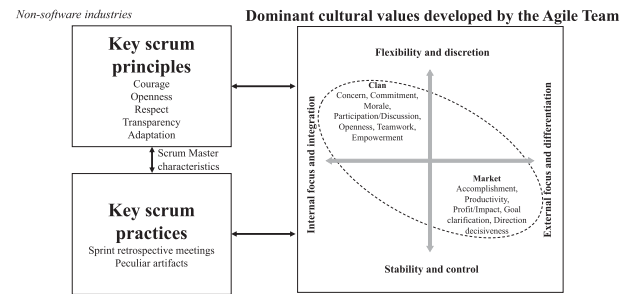 Non-software industries
Dominant cultural values developed by the Agile Team
Key scrum
principles
Courage
Openness
Respect
Transparency
Adaptation
Scrum Master
characteristics
Key scrum
practices
Sprint retrospective meetings
Peculiar artifacts
Flexibility and discretion
Internal focus and integration
Clan
Concern, Commitment,
Morale,
Participation/Discussion,
Openness, Teamwork,
Empowerment
Market
Accomplishment,
Productivity,
Profit/Impact, Goal
clarification, Direction
decisiveness
External focus and differentiation
Stability and control